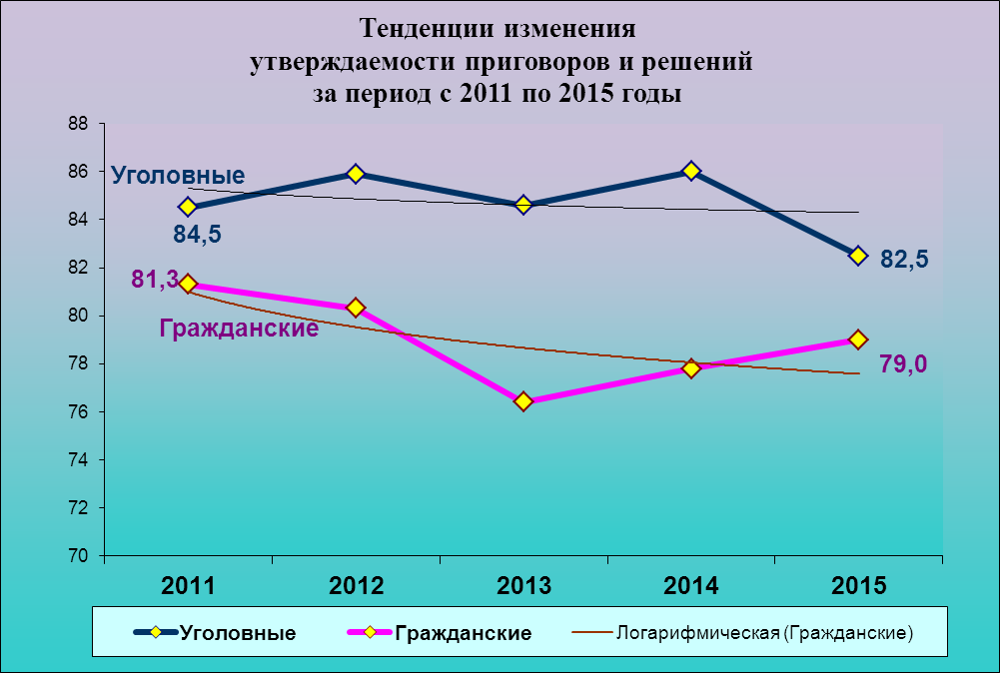 Тенденции изменения
утверждаемости приговоров и решений
за период с 2011 по 2015 годы
88
86
84
82
80
78
76
74
72
70
Уголовные
84,5
82,5
81,3
Гражданские
79,0
2011 2012 2013 2014 2015
Уголовные Гражданские Логарифмическая (Гражданские)